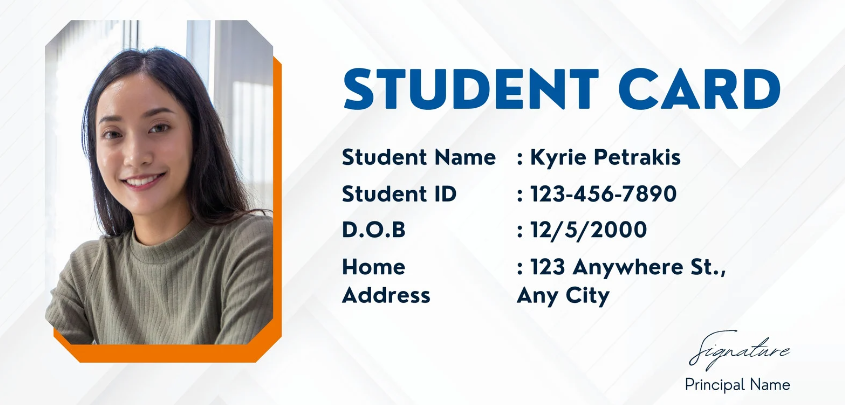 STUDENT CARD
Student Name : Kyrie Petrakis
Student ID : 123-456-7890
D.O.B : 12/5/2000
Home : 123 Anywhere St.,
Address Any City
Signature
Principal Name